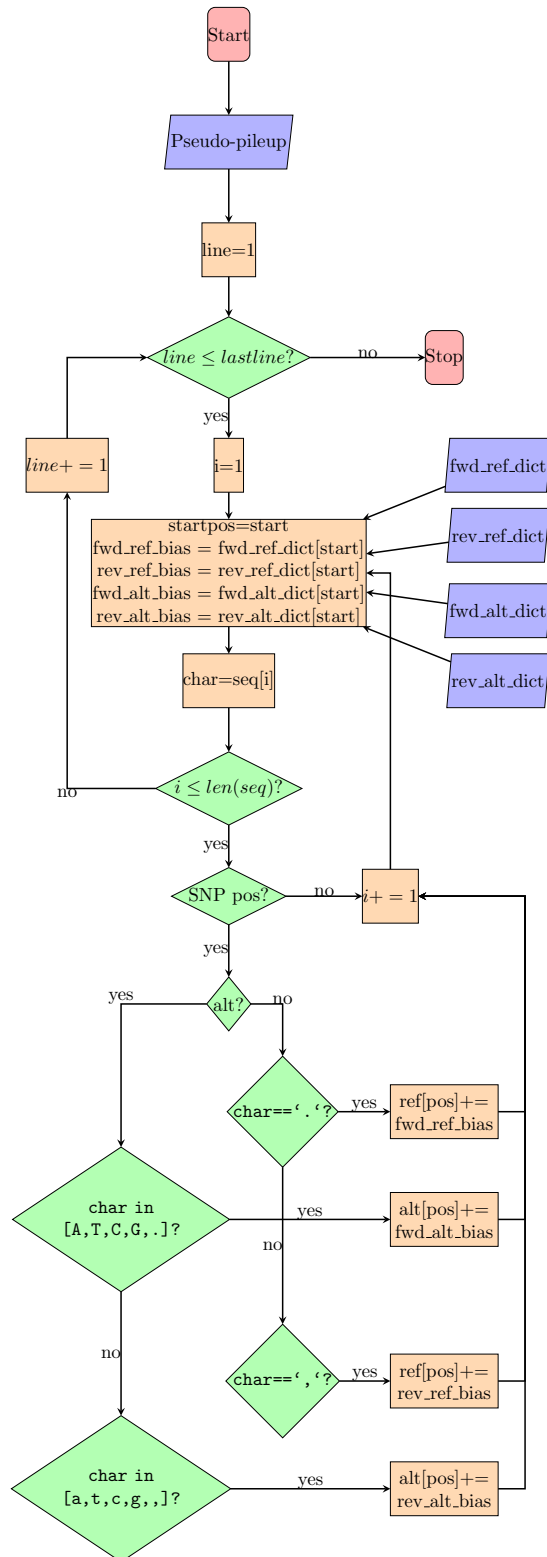 Start
Pseudo-pileup
line=1
line ≤ lastline?
no
Stop
yes
line+ = 1
i=1
fwd_ref_dict
startpos=start
fwd_ref_bias = fwd_ref_dict[start]
rev_ref_bias = rev_ref_dict[start]
fwd_alt_bias = fwd_alt_dict[start]
rev_alt_bias = rev_alt_dict[start]
rev_ref_dict
fwd_alt_dict
rev_alt_dict
char=seq[i]
i ≤ len(seq)?
no
yes
SNP pos?
no
i+ = 1
yes
alt?
yes
no
char==‘.‘?
yes
ref[pos]+=
fwd_ref_bias
char in
[A,T,C,G,.]?
yes
alt[pos]+=
fwd_alt_bias
no
no
char==‘,‘?
yes
ref[pos]+=
rev_ref_bias
char in
[a,t,c,g,,]?
yes
alt[pos]+=
rev_alt_bias